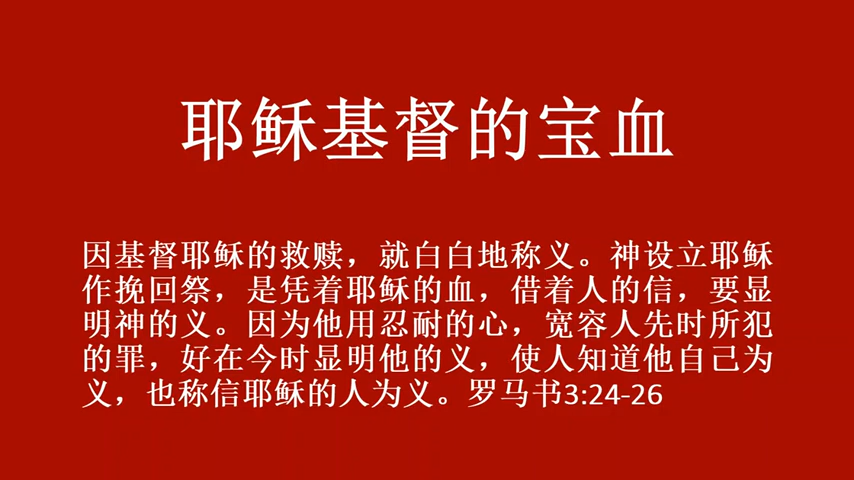 耶稣基督的宝血
因基督耶稣的救赎，就白白地称义。神设立耶稣
作挽回祭，是凭着耶稣的血，借着人的信，要显
明神的义。因为他用忍耐的心，宽容人先时所犯
的罪，好在今时显明他的义，使人知道他自己为
义，也称信耶稣的人为义。罗马书3:24-26